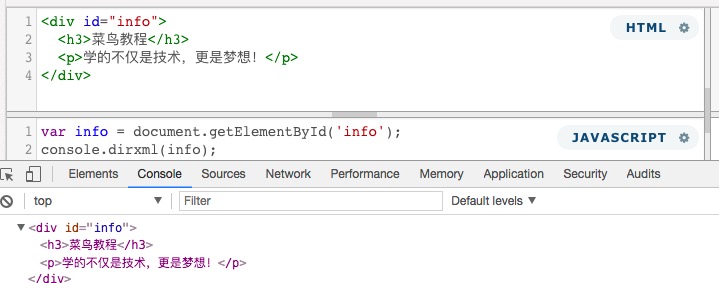 1 <div id="info">
HTML
2 <h3>菜鸟教程</h3>
3 <p>学的不仅是技术，更是梦想！</p>
4 </div>
1 var info = document.getElementById('info');
JAVASCRIPT
2 console.dirxml(info);
Elements Console Sources Network Performance Memory Application Security Audits
top ▼ Filter Default levels ▼
▼<div id="info">
<h3>菜鸟教程</h3>
<p>学的不仅是技术，更是梦想！</p>
</div>